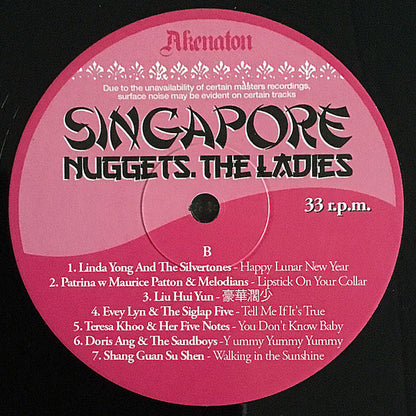 Akenaton
Due to the unavailability of certain masters recordings,
surface noise may be evident on certain tracks
SINGAPORE
NUGGETS. THE LADIES
33 r.p.m.
B
1. Linda Yong And The Silvertones - Happy Lunar New Year
2. Patrina w Maurice Patton & Melodians - Lipstick On Your Collar
3. Liu Hui Yun - 豪華濶少
4. Evey Lyn & The Siglap Five - Tell Me If It's True
5. Teresa Khoo & Her Five Notes - You Don't Know Baby
6. Doris Ang & The Sandboys - Y ummy Yummy Yummy
7. Shang Guan Su Shen - Walking in the Sunshine